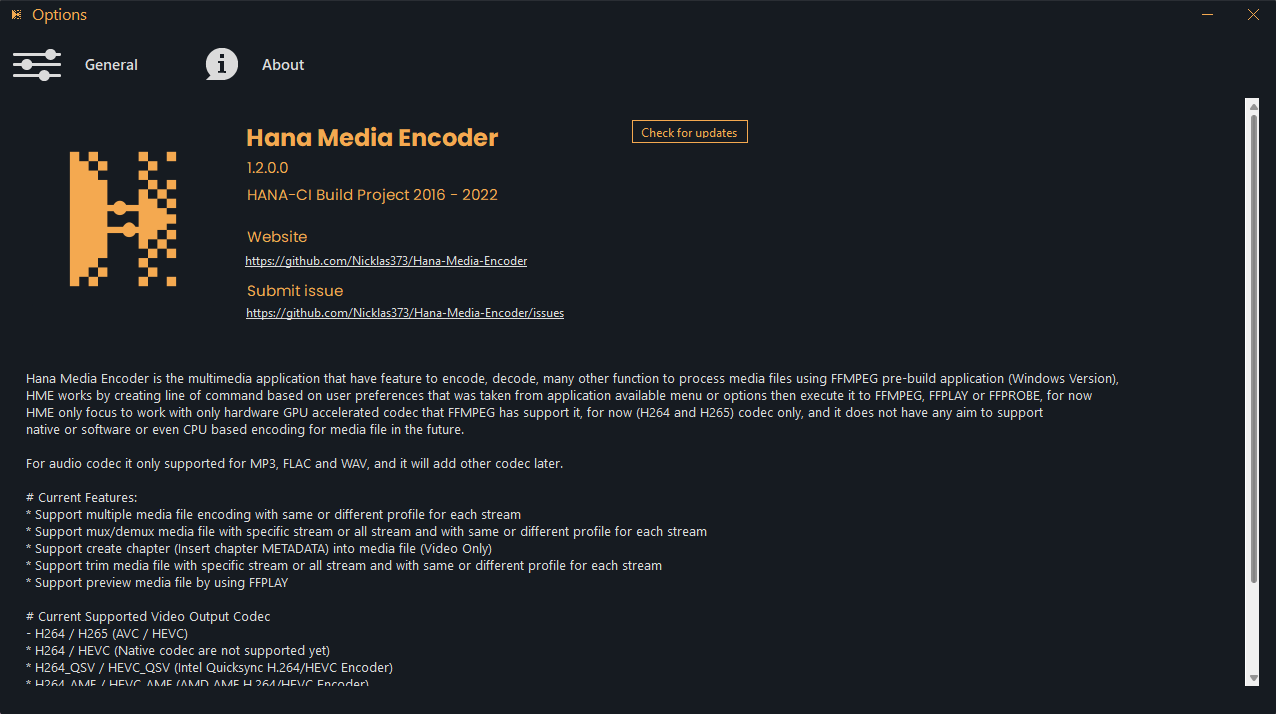 Options
General
About
Hana Media Encoder
Check for updates
1.2.0.0
HANA-CI Build Project 2016 - 2022
Website
https://github.com/Nicklas373/Hana-Media-Encoder
Submit issue
https://github.com/Nicklas373/Hana-Media-Encoder/issues
Hana Media Encoder is the multimedia application that have feature to encode, decode, many other function to process media files using FFMPEG pre-build application (Windows Version),
HME works by creating line of command based on user preferences that was taken from application available menu or options then execute it to FFMPEG, FFPLAY or FFPROBE, for now
HME only focus to work with only hardware GPU accelerated codec that FFMPEG has support it, for now (H264 and H265) codec only, and it does not have any aim to support
native or software or even CPU based encoding for media file in the future.
For audio codec it only supported for MP3, FLAC and WAV, and it will add other codec later.
# Current Features:
* Support multiple media file encoding with same or different profile for each stream
* Support mux/demux media file with specific stream or all stream and with same or different profile for each stream
* Support create chapter (Insert chapter METADATA) into media file (Video Only)
* Support trim media file with specific stream or all stream and with same or different profile for each stream
* Support preview media file by using FFPLAY
# Current Supported Video Output Codec
- H264 / H265 (AVC / HEVC)
* H264 / HEVC (Native codec are not supported yet)
* H264_QSV / HEVC_QSV (Intel Quicksync H.264/HEVC Encoder)
* H264_AMF / HEVC_AMF (AMD AMF H.264/HEVC Encoder)